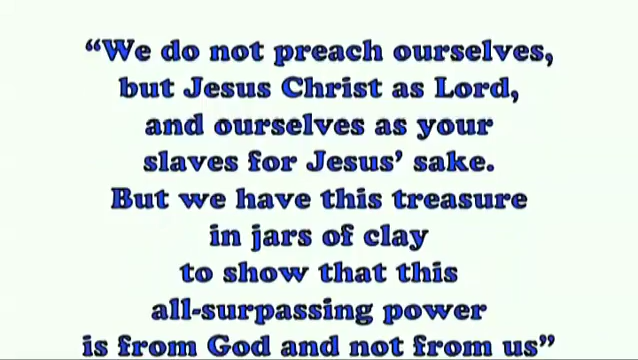 “We do not preach ourselves,
but Jesus Christ as Lord,
and ourselves as your
slaves for Jesus’ sake.
But we have this treasure
in jars of clay
to show that this
all-surpassing power
is from God and not from us”